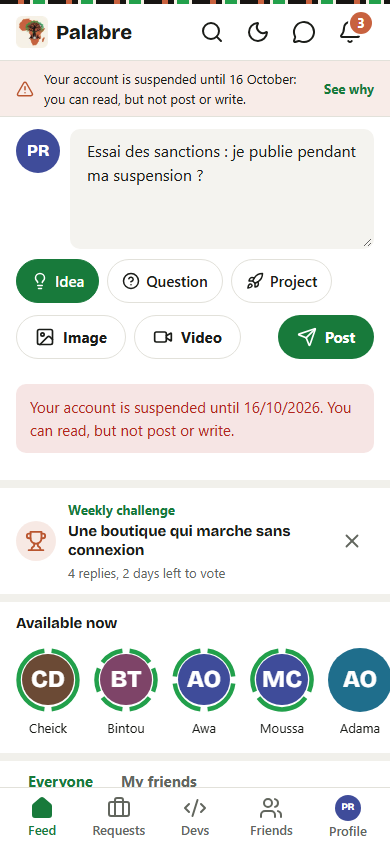 Palabre
3
Your account is suspended until 16 October:
you can read, but not post or write.
See why
PR
Essai des sanctions : je publie pendant
ma suspension ?
Idea
Question
Project
Image
Video
Post
Your account is suspended until 16/10/2026. You
can read, but not post or write.
Weekly challenge
Une boutique qui marche sans
connexion
4 replies, 2 days left to vote
Available now
CD
BT
AO
MC
AO
Cheick
Bintou
Awa
Moussa
Adama
Everyone
My friends
Feed
Requests
Devs
Friends
PR
Profile